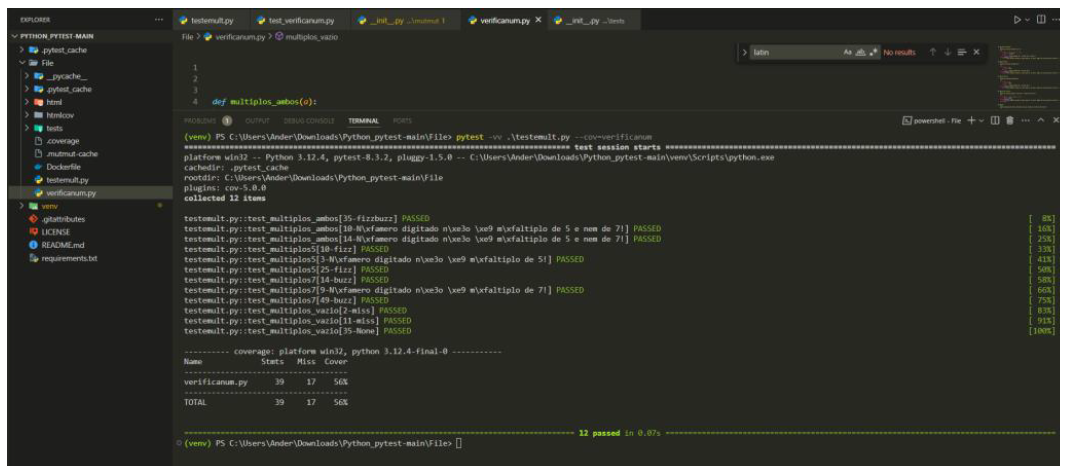 EXPLORER ...
PYTHON_PYTEST-MAIN
.pytest_cache
File
__pycache__
.pytest_cache
html
htmlcov
tests
.coverage
.mutmut-cache
Dockerfile
testemult.py
verificanum.py
venv
.gitattributes
LICENSE
README.md
requirements.txt
testemult.py test_verificanum.py __init__.py ...\mutmut 1 verificanum.py X __init__.py ...\tests
File > verificanum.py > multiplos_vazio
latin Aa ab .* No results
1
2
3
4 def multiplos_ambos(a):
PROBLEMS 1 OUTPUT DEBUG CONSOLE TERMINAL PORTS powershell - File
(venv) PS C:\Users\Ander\Downloads\Python_pytest-main\File> pytest -vv .\testemult.py --cov=verificanum
test session starts
platform win32 -- Python 3.12.4, pytest-8.3.2, pluggy-1.5.0 -- C:\Users\Ander\Downloads\Python_pytest-main\venv\Scripts\python.exe
cachedir: .pytest_cache
rootdir: C:\Users\Ander\Downloads\Python_pytest-main\File
plugins: cov-5.0.0
collected 12 items
testemult.py::test_multiplos_ambos[35-fizzbuzz] PASSED [ 8%]
testemult.py::test_multiplos_ambos[10-N\xfamero digitado n\xe3o \xe9 m\xfaltiplo de 5 e nem de 7!] PASSED [ 16%]
testemult.py::test_multiplos_ambos[14-N\xfamero digitado n\xe3o \xe9 m\xfaltiplo de 5 e nem de 7!] PASSED [ 25%]
testemult.py::test_multiplos5[10-fizz] PASSED [ 33%]
testemult.py::test_multiplos5[3-N\xfamero digitado n\xe3o \xe9 m\xfaltiplo de 5!] PASSED [ 41%]
testemult.py::test_multiplos5[25-fizz] PASSED [ 50%]
testemult.py::test_multiplos7[14-buzz] PASSED [ 58%]
testemult.py::test_multiplos7[9-N\xfamero digitado n\xe3o \xe9 m\xfaltiplo de 7!] PASSED [ 66%]
testemult.py::test_multiplos7[49-buzz] PASSED [ 75%]
testemult.py::test_multiplos_vazio[2-miss] PASSED [ 83%]
testemult.py::test_multiplos_vazio[11-miss] PASSED [ 91%]
testemult.py::test_multiplos_vazio[35-None] PASSED [100%]
---------- coverage: platform win32, python 3.12.4-final-0 -----------
Name Stmts Miss Cover
verificanum.py 39 17 56%
TOTAL 39 17 56%
12 passed in 0.07s
(venv) PS C:\Users\Ander\Downloads\Python_pytest-main\File>